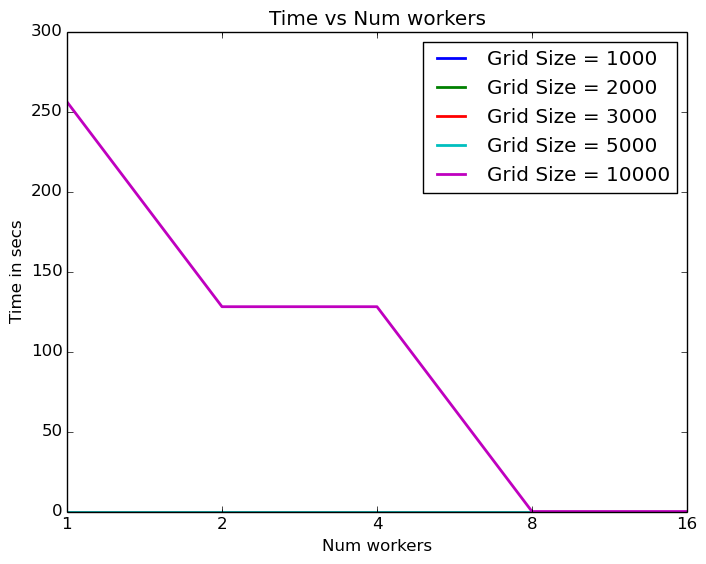 Time vs Num workers
300
250
200
150
100
50
0
Time in secs
Grid Size = 1000
Grid Size = 2000
Grid Size = 3000
Grid Size = 5000
Grid Size = 10000
1 2 4 8 16
Num workers